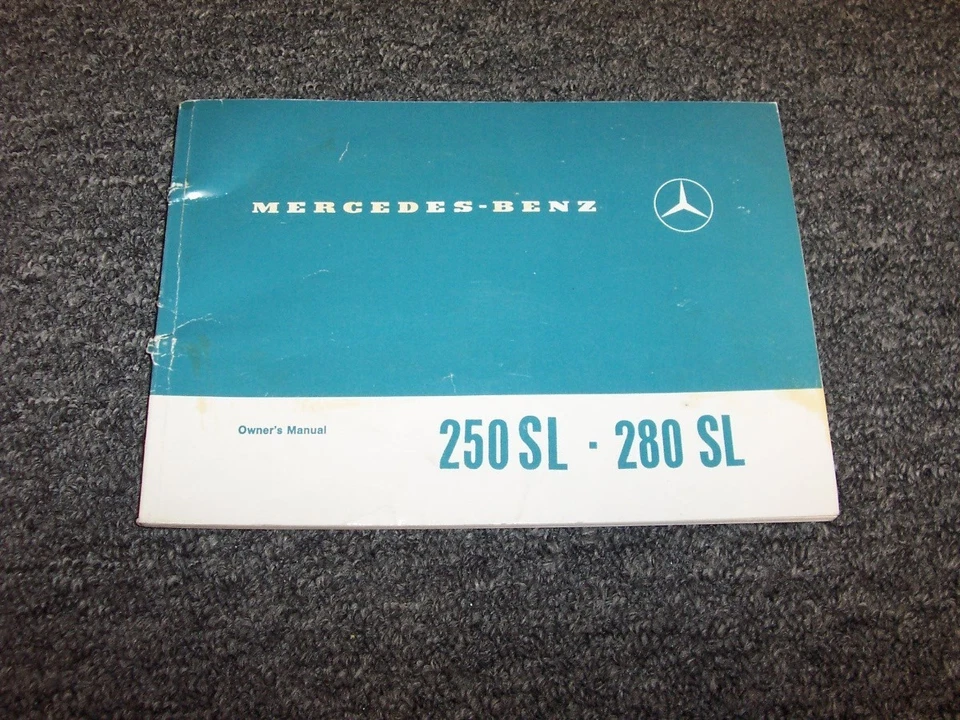 MERCEDES-BENZ
Owner's Manual
250 SL · 280 SL